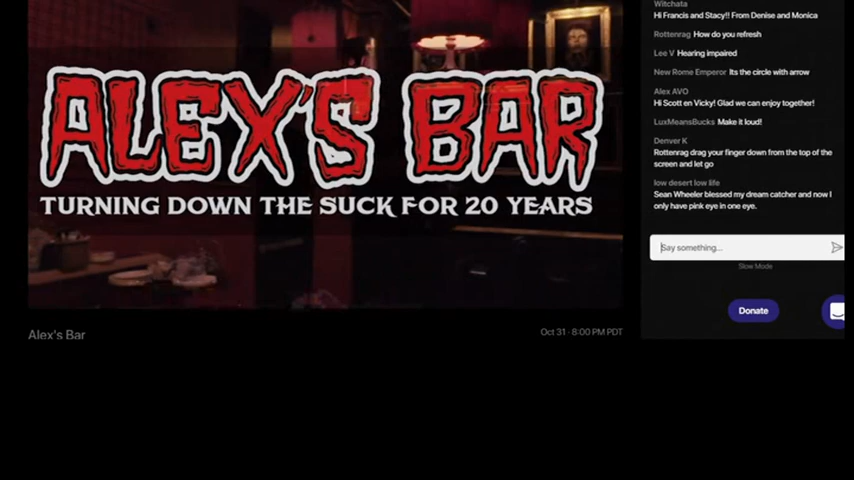 ALEX'S BAR
TURNING DOWN THE SUCK FOR 20 YEARS
Alex's Bar
Oct 31 · 8:00 PM PDT
Witchata
Hi Francis and Stacy!! From Denise and Monica
Rottenrag How do you refresh
Lee V Hearing impaired
New Rome Emperor Its the circle with arrow
Alex AVO
Hi Scott en Vicky! Glad we can enjoy together!
LuxMeansBucks Make it loud!
Denver K
Rottenrag drag your finger down from the top of the
screen and let go
low desert low life
Sean Wheeler blessed my dream catcher and now I
only have pink eye in one eye.
Say something...
Slow Mode
Donate